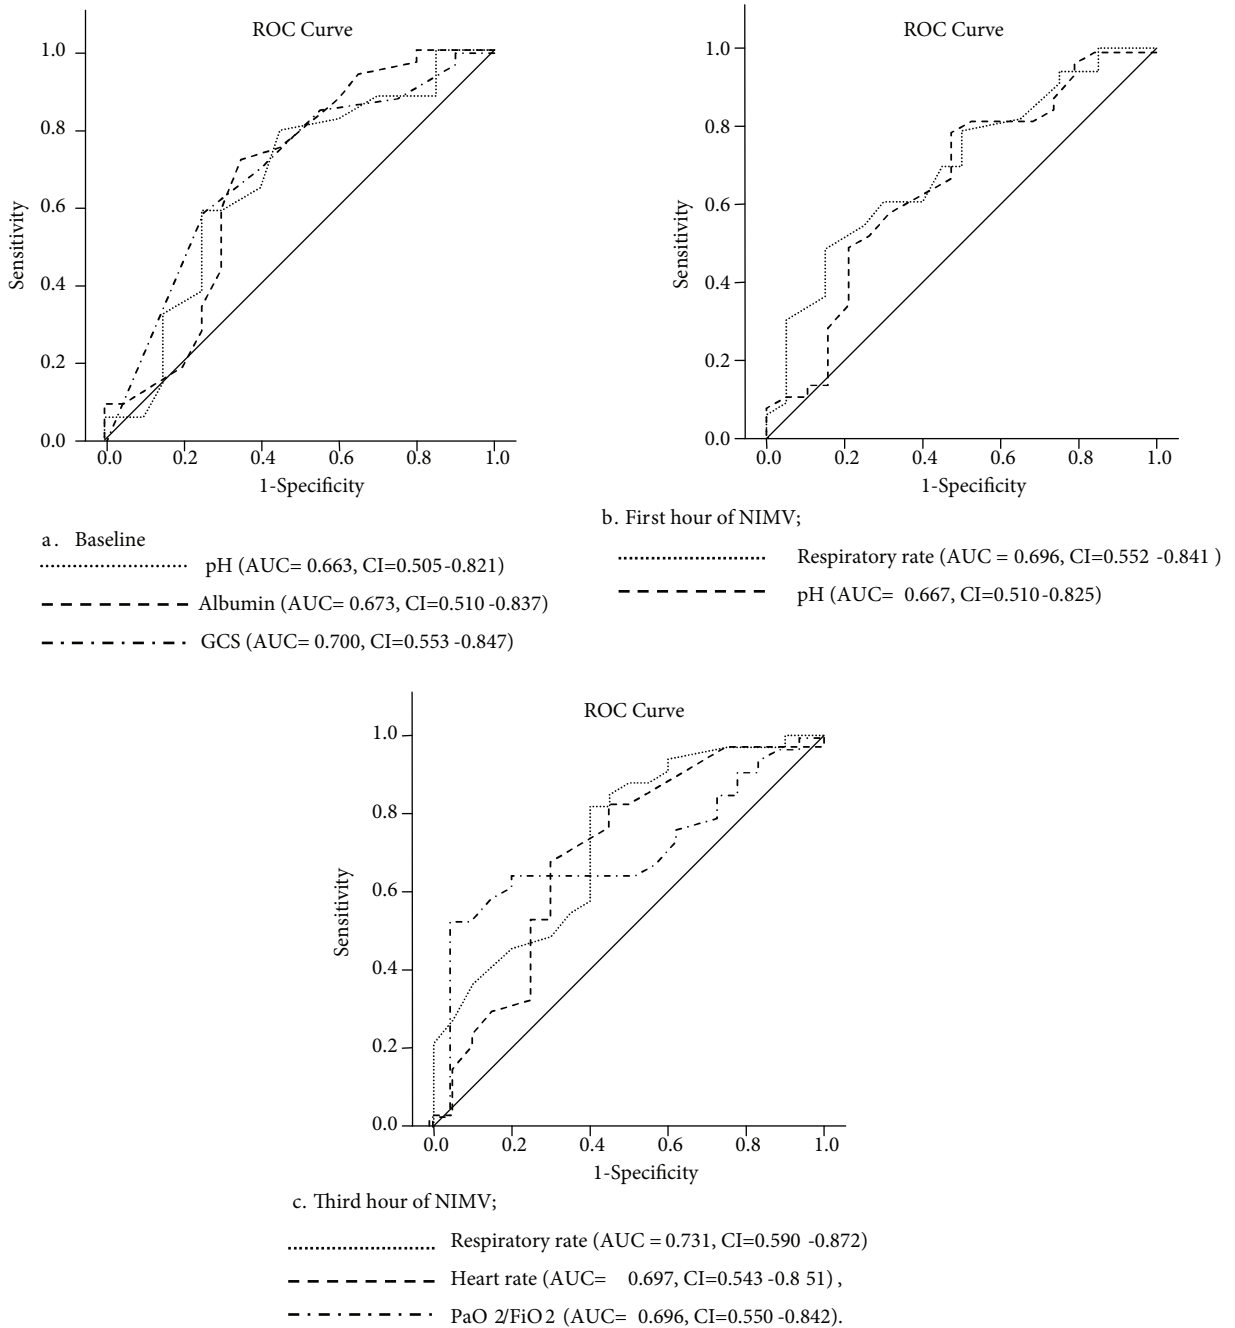 ROC Curve
1.0
0.8
0.6
0.4
0.2
0.0
Sensitivity
0.0 0.2 0.4 0.6 0.8 1.0
1-Specificity
a. Baseline
pH (AUC= 0.663, CI=0.505-0.821)
Albumin (AUC= 0.673, CI=0.510 -0.837)
GCS (AUC= 0.700, CI=0.553 -0.847)
ROC Curve
1.0
0.8
0.6
0.4
0.2
0.0
Sensitivity
0.0 0.2 0.4 0.6 0.8 1.0
1-Specificity
b. First hour of NIMV;
Respiratory rate (AUC = 0.696, CI=0.552 -0.841 )
pH (AUC= 0.667, CI=0.510-0.825)
ROC Curve
1.0
0.8
0.6
0.4
0.2
0.0
Sensitivity
0.0 0.2 0.4 0.6 0.8 1.0
1-Specificity
c. Third hour of NIMV;
Respiratory rate (AUC = 0.731, CI=0.590 -0.872)
Heart rate (AUC= 0.697, CI=0.543 -0.8 51) ,
PaO 2/FiO 2 (AUC= 0.696, CI=0.550 -0.842).